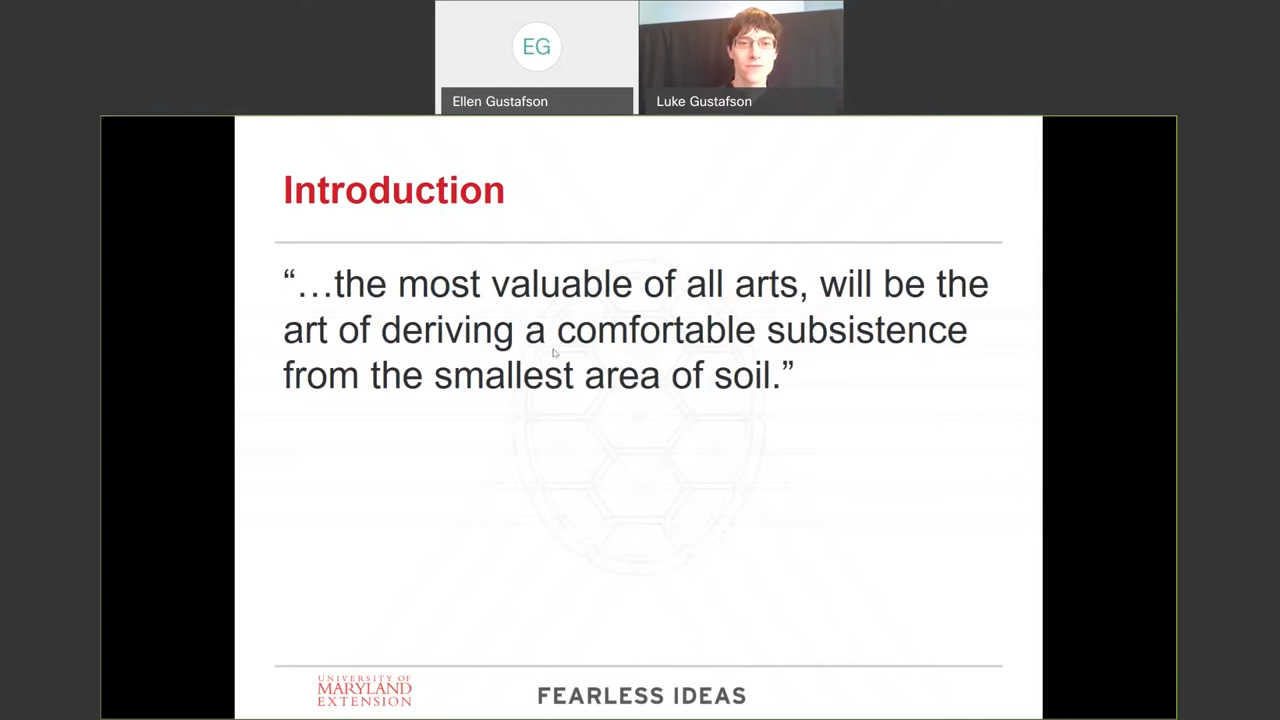 EG
Ellen Gustafson
Luke Gustafson
Introduction
“…the most valuable of all arts, will be the
art of deriving a comfortable subsistence
from the smallest area of soil.”
UNIVERSITY OF
MARYLAND
EXTENSION
FEARLESS IDEAS